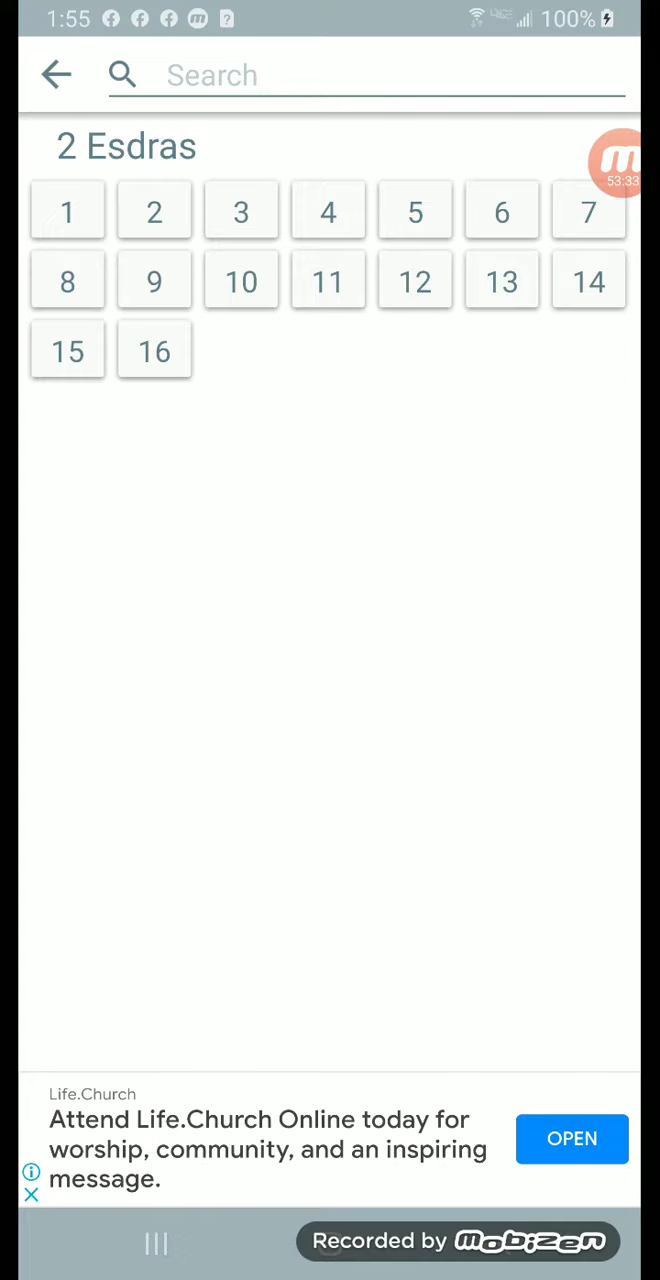 1:55 100%
Search
2 Esdras
53:33
1 2 3 4 5 6 7
8 9 10 11 12 13 14
15 16
Life.Church
Attend Life.Church Online today for
worship, community, and an inspiring
message.
OPEN
Recorded by mobizen